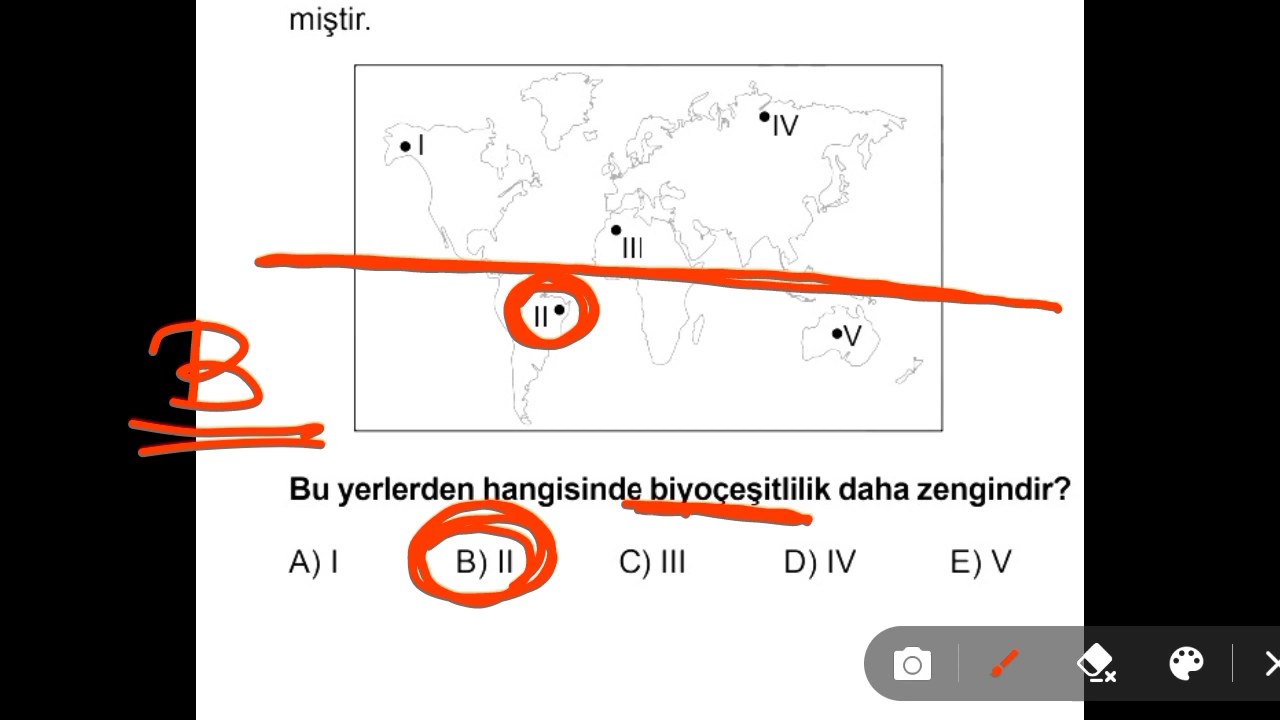 miştir.
I
IV
III
II
V
B
Bu yerlerden hangisinde biyoçeşitlilik daha zengindir?
A) I B) II C) III D) IV E) V